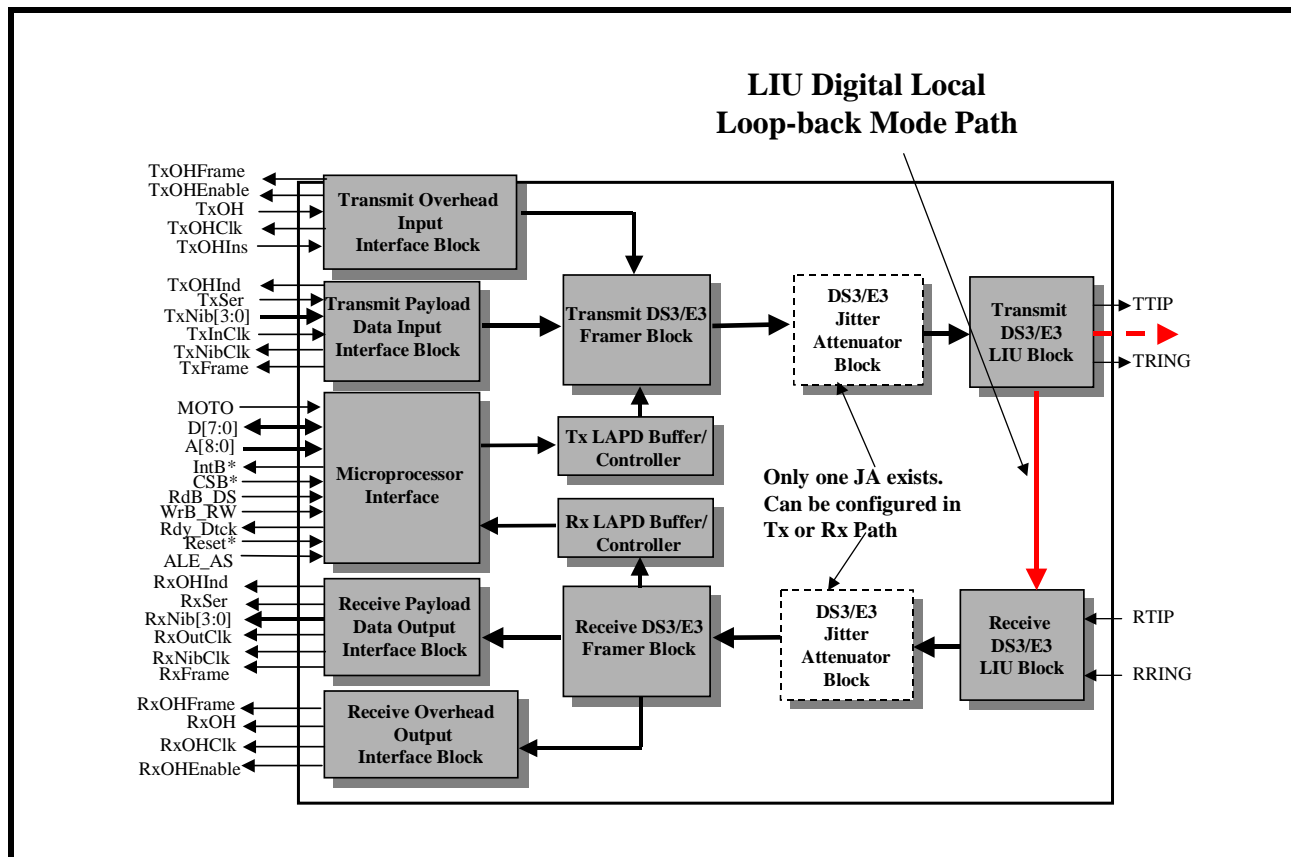 LIU Digital Local
Loop-back Mode Path
TxOHFrame
TxOHEnable
TxOH
TxOHClk
TxOHIns
Transmit Overhead
Input
Interface Block
TxOHInd
TxSer
TxNib[3:0]
TxInClk
TxNibClk
TxFrame
Transmit Payload
Data Input
Interface Block
Transmit DS3/E3
Framer Block
DS3/E3
Jitter
Attenuator
Block
Transmit
DS3/E3
LIU Block
TTIP
TRING
MOTO
D[7:0]
A[8:0]
IntB*
CSB*
RdB_DS
WrB_RW
Rdy_Dtck
Reset*
ALE_AS
Microprocessor
Interface
Tx LAPD Buffer/
Controller
Rx LAPD Buffer/
Controller
Only one JA exists.
Can be configured in
Tx or Rx Path
RxOHInd
RxSer
RxNib[3:0]
RxOutClk
RxNibClk
RxFrame
Receive Payload
Data Output
Interface Block
Receive DS3/E3
Framer Block
DS3/E3
Jitter
Attenuator
Block
Receive
DS3/E3
LIU Block
RTIP
RRING
RxOHFrame
RxOH
RxOHClk
RxOHEnable
Receive Overhead
Output
Interface Block